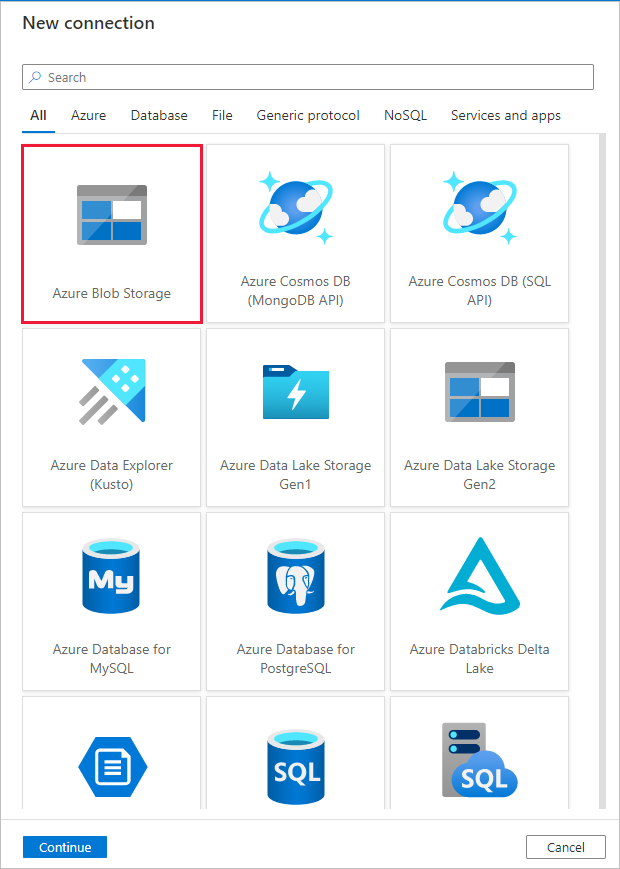 New connection
Search
All Azure Database File Generic protocol NoSQL Services and apps
Azure Blob Storage
Azure Cosmos DB
(MongoDB API)
Azure Cosmos DB (SQL
API)
Azure Data Explorer
(Kusto)
Azure Data Lake Storage
Gen1
Azure Data Lake Storage
Gen2
My
Azure Database for
MySQL
Azure Database for
PostgreSQL
Azure Databricks Delta
Lake
SQL
SQL
Continue
Cancel